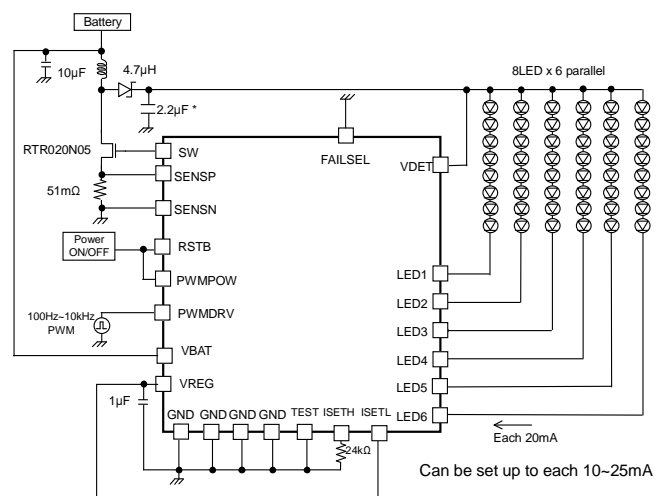 Battery
10µF
4.7µH
2.2µF *
8LED x 6 parallel
RTR020N05
SW
FAILSEL
VDET
SENSP
51mΩ
SENSN
Power
ON/OFF
RSTB
PWMPOW
LED1
LED2
100Hz~10kHz
PWM
PWMDRV
LED3
VBAT
LED4
VREG
LED5
1µF
GND GND GND GND TEST ISETH ISETL
LED6
Each 20mA
24kΩ
Can be set up to each 10~25mA